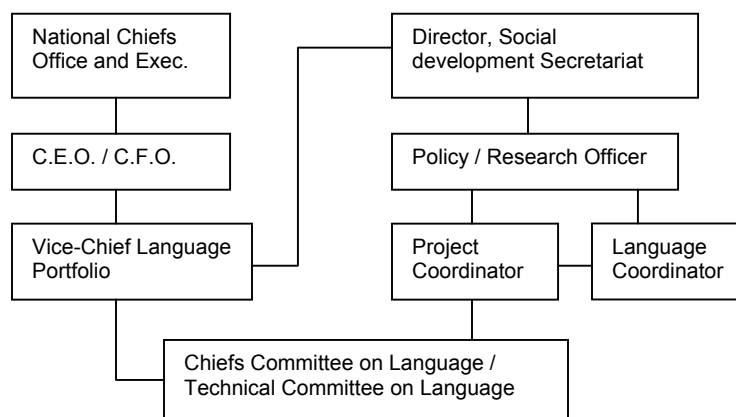 National Chiefs
Office and Exec.
Director, Social
development Secretariat
C.E.O. / C.F.O.
Policy / Research Officer
Vice-Chief Language
Portfolio
Project
Coordinator
Language
Coordinator
Chiefs Committee on Language /
Technical Committee on Language